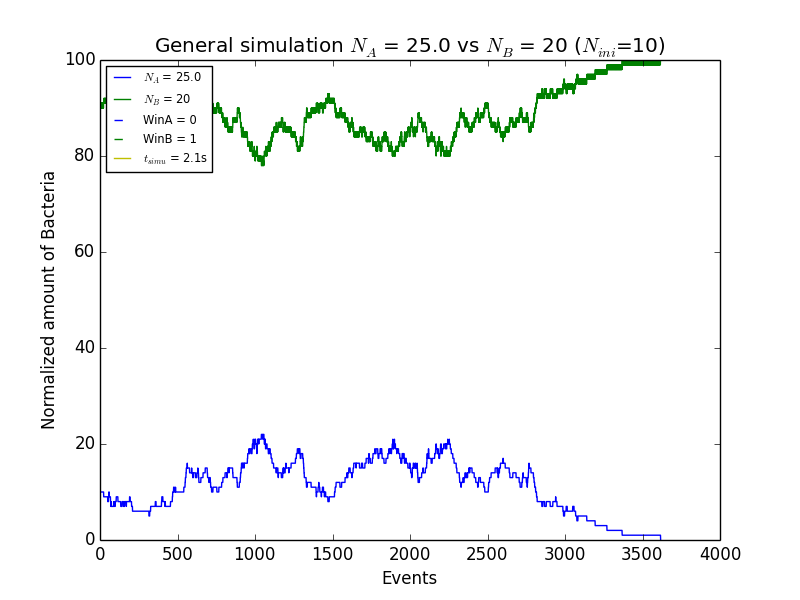 General simulation N_A = 25.0 vs N_B = 20 (N_ini=10)
100
80
60
40
20
0
Normalized amount of Bacteria
N_A = 25.0
N_B = 20
WinA = 0
WinB = 1
t_simu = 2.1s
0 500 1000 1500 2000 2500 3000 3500 4000
Events